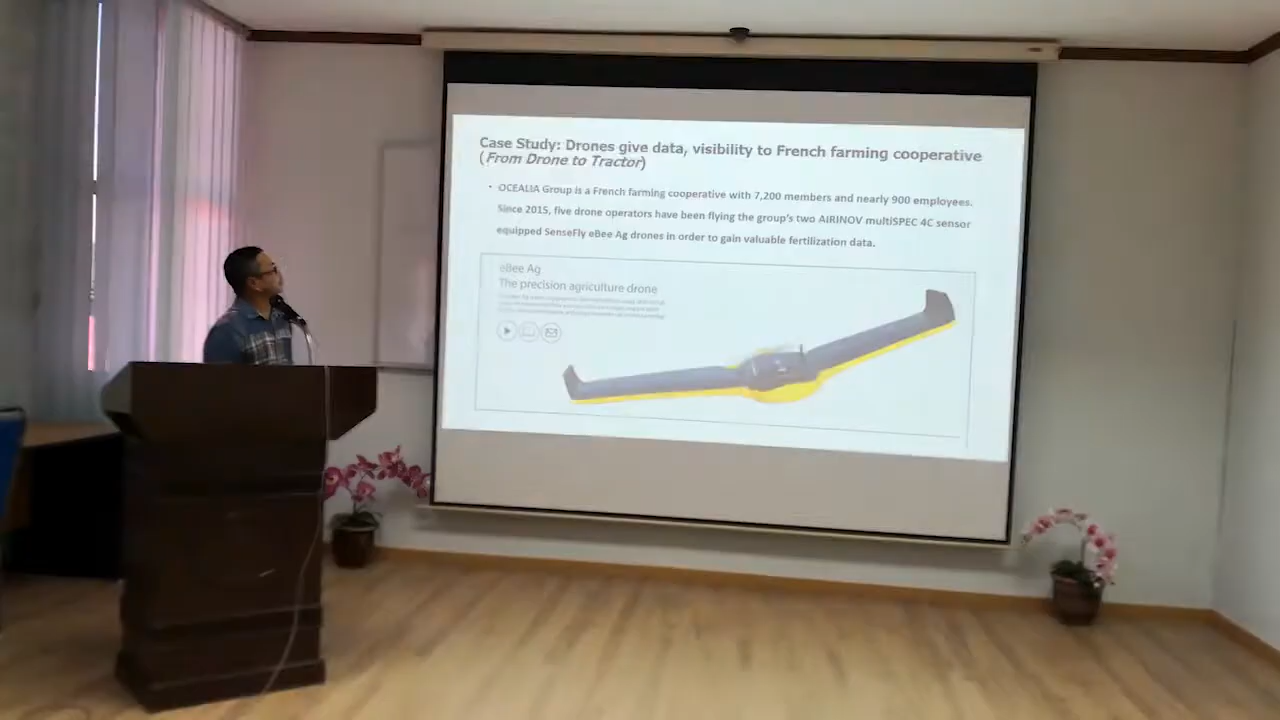 Case Study: Drones give data, visibility to French farming cooperative
(From Drone to Tractor)
• OCEALIA Group is a French farming cooperative with 7,200 members and nearly 900 employees.
Since 2015, five drone operators have been flying the group's two AIRINOV multiSPEC 4C sensor
equipped SenseFly eBee Ag drones in order to gain valuable fertilization data.
eBee Ag
The precision agriculture drone